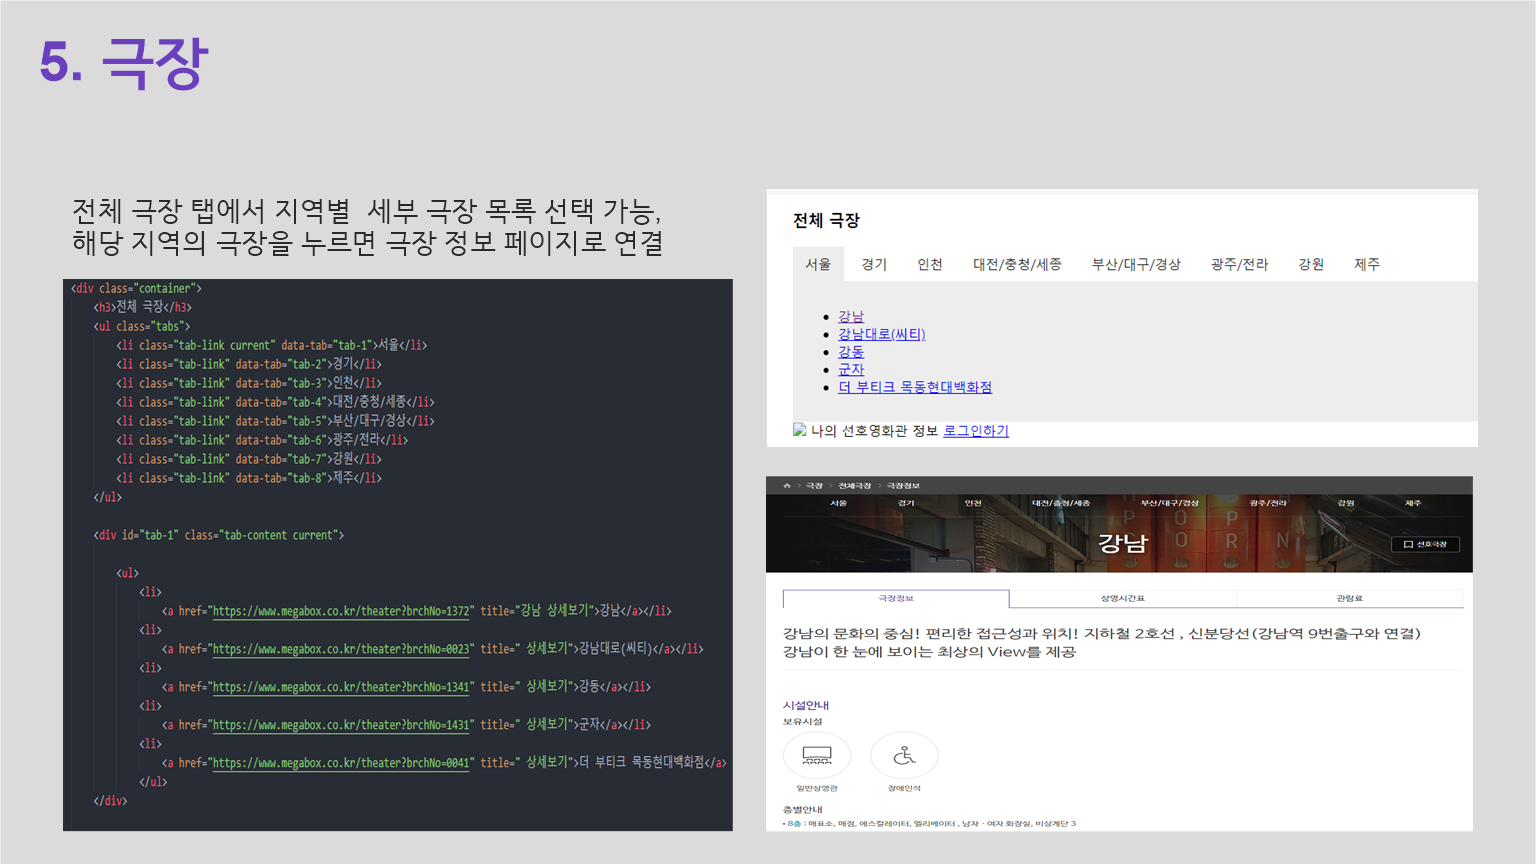 5. 극장
전체 극장 탭에서 지역별  세부 극장 목록 선택 가능,
해당 지역의 극장을 누르면 극장 정보 페이지로 연결
<div class="container">
<h3>전체 극장</h3>
<ul class="tabs">
<li class="tab-link current" data-tab="tab-1">서울</li>
<li class="tab-link" data-tab="tab-2">경기</li>
<li class="tab-link" data-tab="tab-3">인천</li>
<li class="tab-link" data-tab="tab-4">대전/충청/세종</li>
<li class="tab-link" data-tab="tab-5">부산/대구/경상</li>
<li class="tab-link" data-tab="tab-6">광주/전라</li>
<li class="tab-link" data-tab="tab-7">강원</li>
<li class="tab-link" data-tab="tab-8">제주</li>
</ul>
<div id="tab-1" class="tab-content current">
<ul>
<li>
<a href="https://www.megabox.co.kr/theater?brchNo=1372" title="강남 상세보기">강남</a></li>
<li>
<a href="https://www.megabox.co.kr/theater?brchNo=0023" title=" 상세보기">강남대로(씨티)</a></li>
<li>
<a href="https://www.megabox.co.kr/theater?brchNo=1341" title=" 상세보기">강동</a></li>
<li>
<a href="https://www.megabox.co.kr/theater?brchNo=1431" title=" 상세보기">군자</a></li>
<li>
<a href="https://www.megabox.co.kr/theater?brchNo=0041" title=" 상세보기">더 부티크 목동현대백화점</a>
</ul>
</div>
전체 극장
서울 경기 인천 대전/충청/세종 부산/대구/경상 광주/전라 강원 제주
• 강남
• 강남대로(씨티)
• 강동
• 군자
• 더 부티크 목동현대백화점
나의 선호영화관 정보 로그인하기
> 극장 > 전체극장 > 극장정보
서울 경기 인천 대전/충청/세종 부산/대구/경상 광주/전라 강원 제주
P O P
O R N
강남
선호극장
극장정보 상영시간표 관람료
강남의 문화의 중심! 편리한 접근성과 위치! 지하철 2호선 , 신분당선(강남역 9번출구와 연결)
강남이 한 눈에 보이는 최상의 View를 제공
시설안내
보유시설
일반상영관 장애인석
층별안내
• 8층 : 매표소, 매점, 에스컬레이터, 엘리베이터 , 남자 · 여자 화장실, 비상계단 3